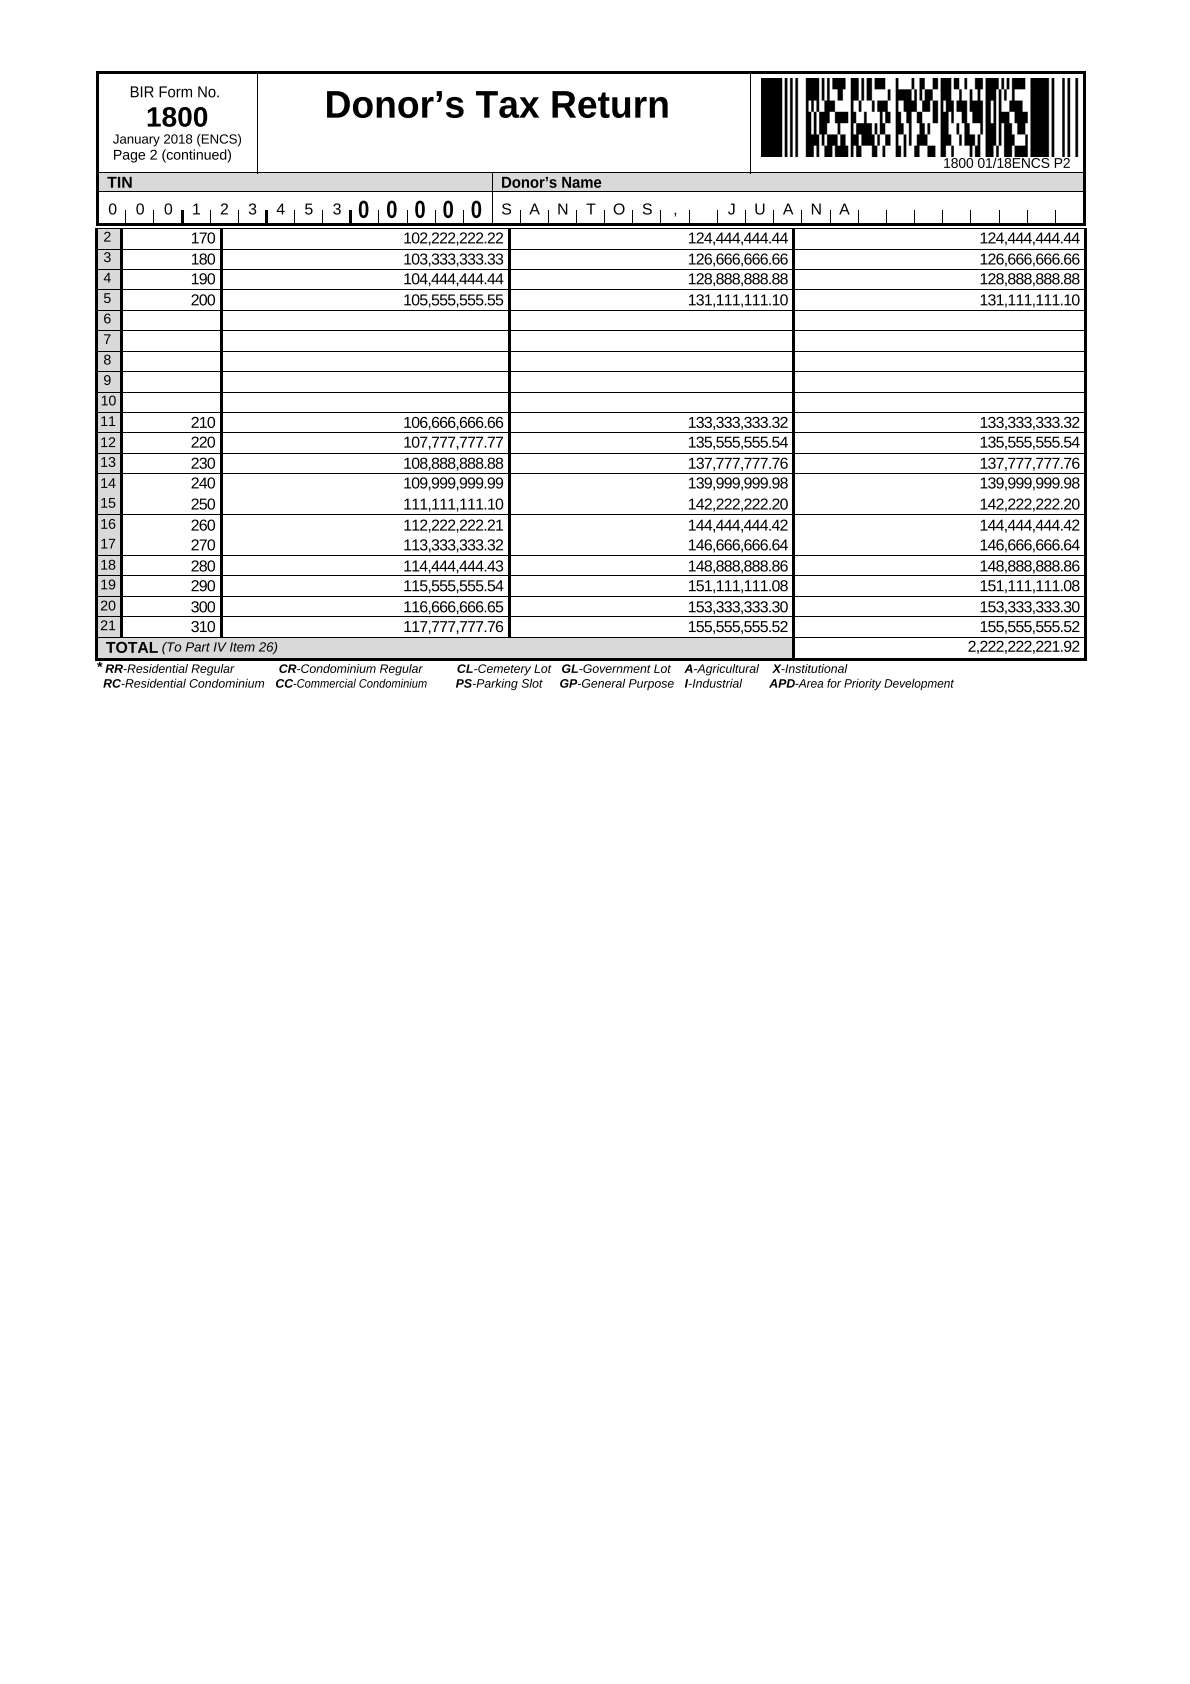 BIR Form No.
1800
January 2018 (ENCS)
Page 2 (continued)
Donor’s Tax Return
1800 01/18ENCS P2
TIN Donor’s Name
0 0 0 1 2 3 4 5 3 0 0 0 0 0 S A N T O S , J U A N A
2 170 102,222,222.22 124,444,444.44 124,444,444.44
3 180 103,333,333.33 126,666,666.66 126,666,666.66
4 190 104,444,444.44 128,888,888.88 128,888,888.88
5 200 105,555,555.55 131,111,111.10 131,111,111.10
6
7
8
9
10
11 210 106,666,666.66 133,333,333.32 133,333,333.32
12 220 107,777,777.77 135,555,555.54 135,555,555.54
13 230 108,888,888.88 137,777,777.76 137,777,777.76
14 240 109,999,999.99 139,999,999.98 139,999,999.98
15 250 111,111,111.10 142,222,222.20 142,222,222.20
16 260 112,222,222.21 144,444,444.42 144,444,444.42
17 270 113,333,333.32 146,666,666.64 146,666,666.64
18 280 114,444,444.43 148,888,888.86 148,888,888.86
19 290 115,555,555.54 151,111,111.08 151,111,111.08
20 300 116,666,666.65 153,333,333.30 153,333,333.30
21 310 117,777,777.76 155,555,555.52 155,555,555.52
TOTAL (To Part IV Item 26) 2,222,222,221.92
* RR-Residential Regular CR-Condominium Regular CL-Cemetery Lot GL-Government Lot A-Agricultural X-Institutional
RC-Residential Condominium CC-Commercial Condominium PS-Parking Slot GP-General Purpose I-Industrial APD-Area for Priority Development